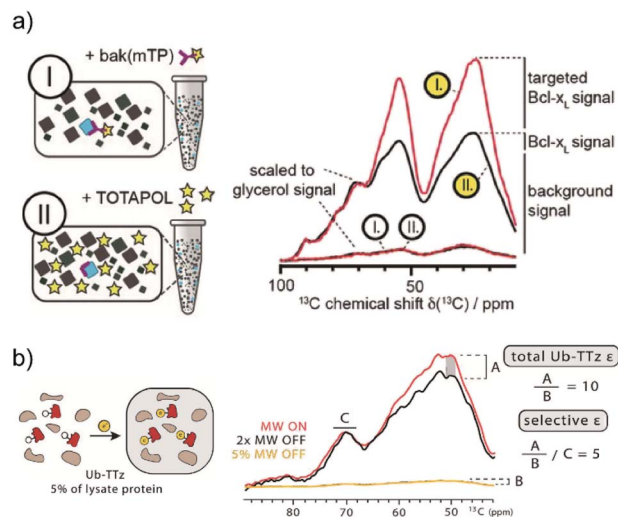 a)
I
+ bak(mTP)
II
+ TOTAPOL
I.
II.
I.
II.
scaled to
glycerol signal
targeted
Bcl-xL signal
Bcl-xL signal
background
signal
100
50
¹³C chemical shift δ(¹³C) / ppm
b)
Ub-TTz
5% of lysate protein
MW ON
2x MW OFF
5% MW OFF
C
A
B
80
70
60
50
¹³C (ppm)
total Ub-TTz ε
A
B
= 10
selective ε
A
B
/ C = 5